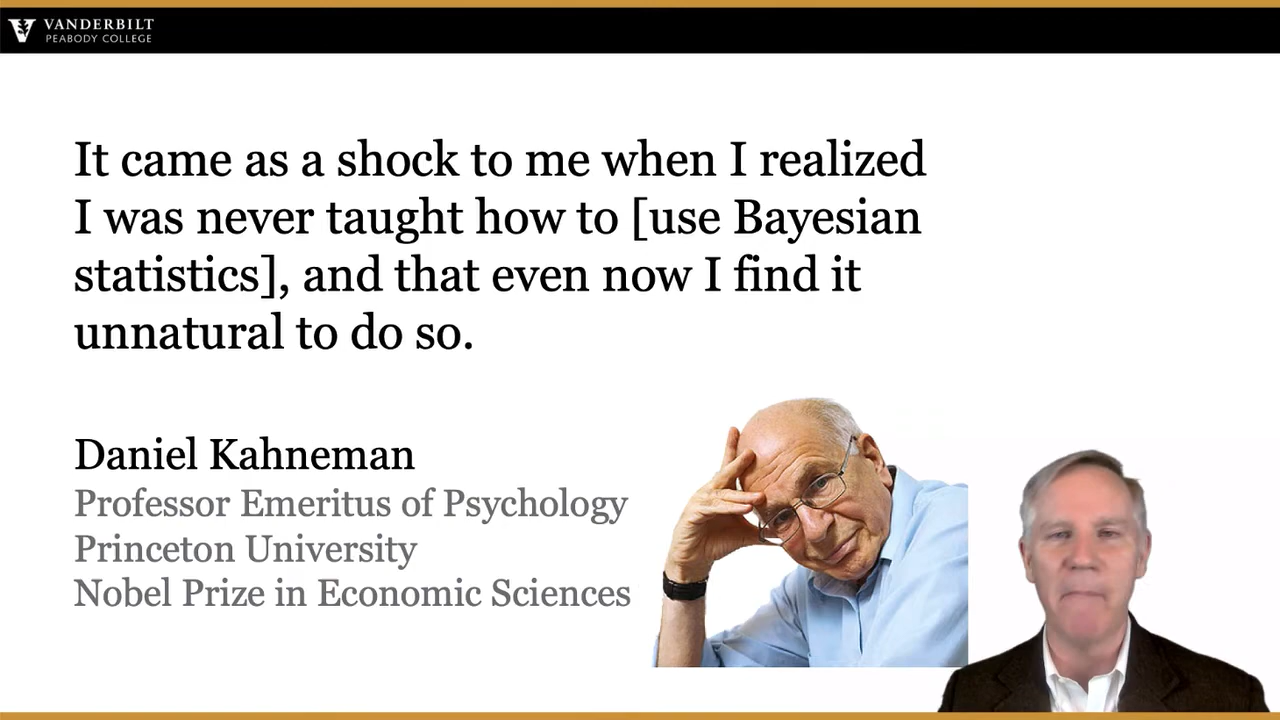 VANDERBILT
PEABODY COLLEGE
It came as a shock to me when I realized
I was never taught how to [use Bayesian
statistics], and that even now I find it
unnatural to do so.
Daniel Kahneman
Professor Emeritus of Psychology
Princeton University
Nobel Prize in Economic Sciences